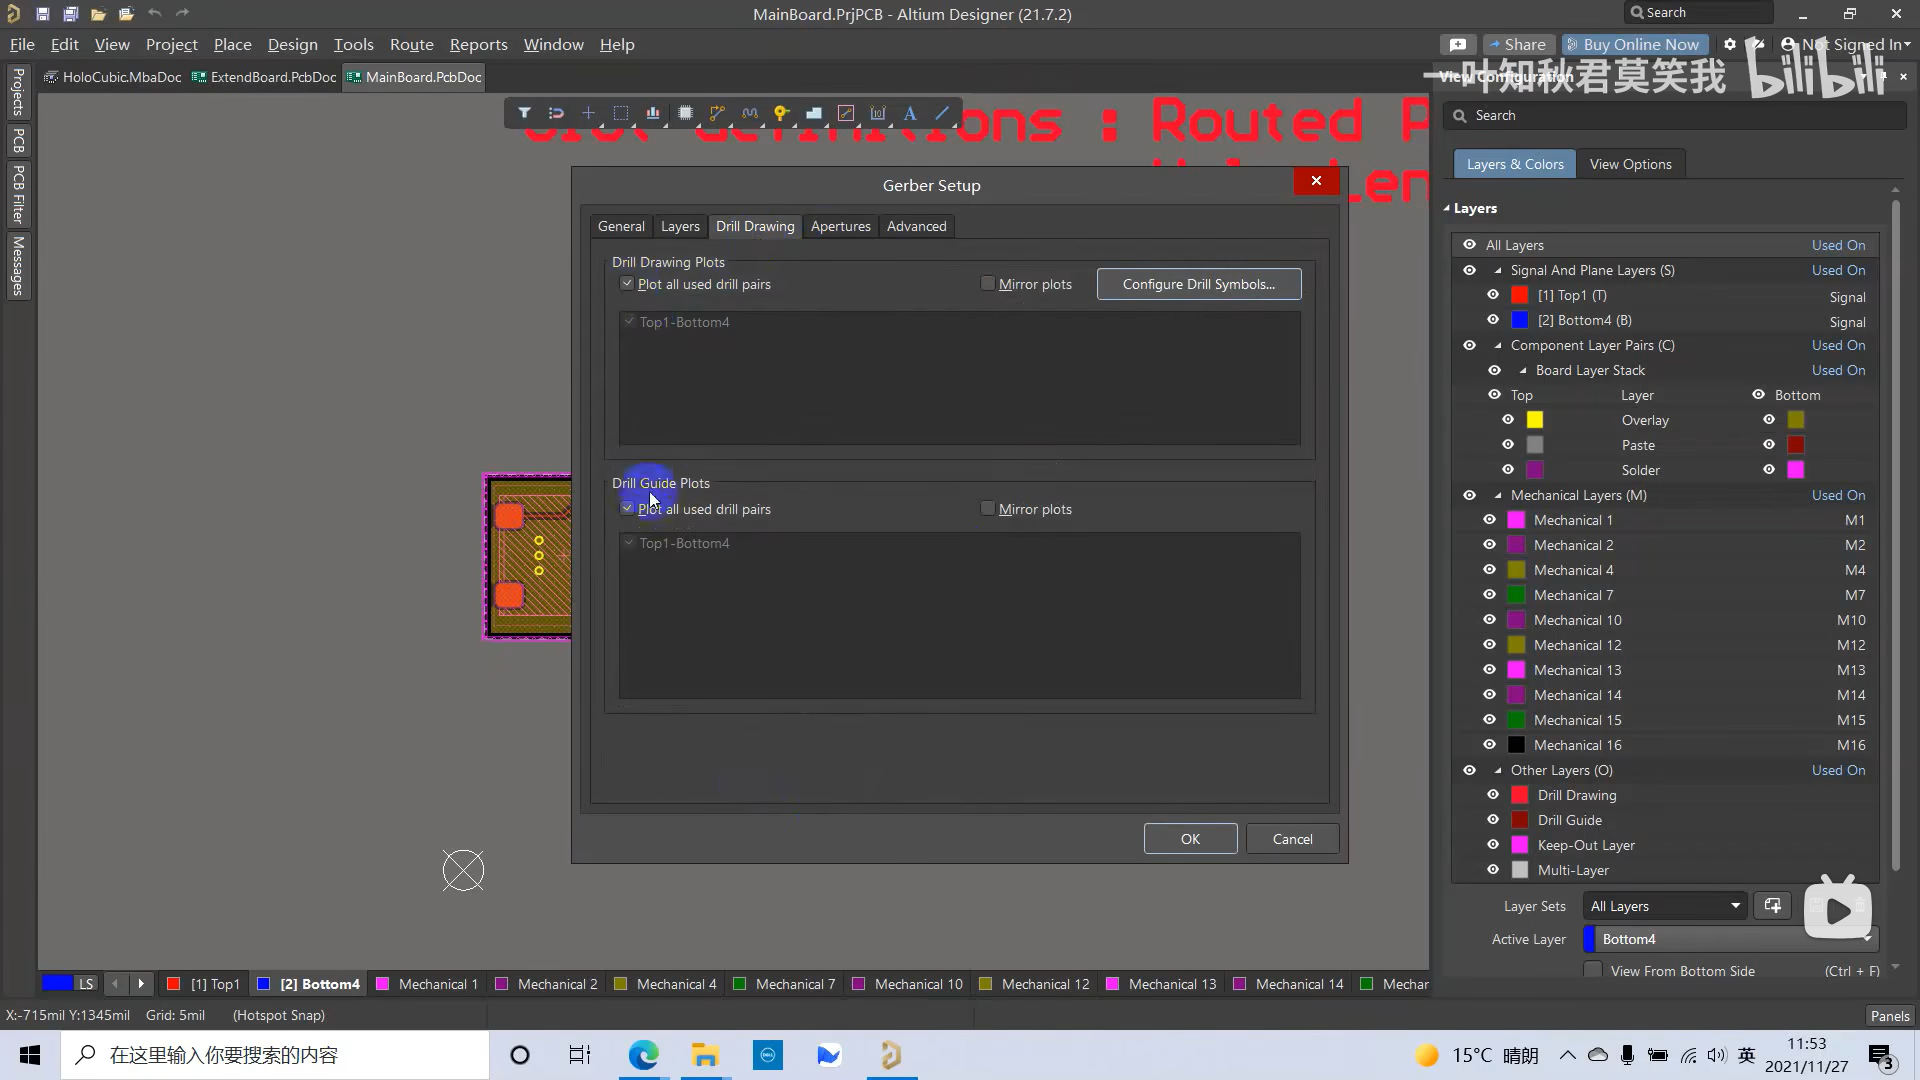 MainBoard.PrjPCB - Altium Designer (21.7.2)
Search
File Edit View Project Place Design Tools Route Reports Window Help
Share
Buy Online Now
Not Signed In
HoloCubic.MbaDoc
ExtendBoard.PcbDoc
MainBoard.PcbDoc
View Configuration
一叶知秋君莫笑我 bilibili
Projects
PCB
PCB Filter
Messages
: Routed P
Gerber Setup
General
Layers
Drill Drawing
Apertures
Advanced
Drill Drawing Plots
Plot all used drill pairs
Mirror plots
Configure Drill Symbols...
Top1-Bottom4
Drill Guide Plots
Plot all used drill pairs
Mirror plots
Top1-Bottom4
OK
Cancel
Search
Layers & Colors
View Options
Layers
All Layers Used On
Signal And Plane Layers (S) Used On
[1] Top1 (T) Signal
[2] Bottom4 (B) Signal
Component Layer Pairs (C) Used On
Board Layer Stack Used On
Top Layer Bottom
Overlay
Paste
Solder
Mechanical Layers (M) Used On
Mechanical 1 M1
Mechanical 2 M2
Mechanical 4 M4
Mechanical 7 M7
Mechanical 10 M10
Mechanical 12 M12
Mechanical 13 M13
Mechanical 14 M14
Mechanical 15 M15
Mechanical 16 M16
Other Layers (O) Used On
Drill Drawing
Drill Guide
Keep-Out Layer
Multi-Layer
Layer Sets All Layers
Active Layer Bottom4
View From Bottom Side (Ctrl + F)
LS
[1] Top1
[2] Bottom4
Mechanical 1
Mechanical 2
Mechanical 4
Mechanical 7
Mechanical 10
Mechanical 12
Mechanical 13
Mechanical 14
Mechar
X:-715mil Y:1345mil Grid: 5mil (Hotspot Snap)
Panels
在这里输入你要搜索的内容
15°C 晴朗
英
11:53
2021/11/27
3